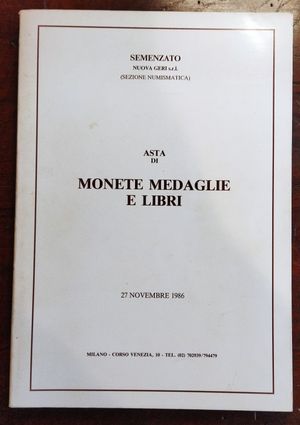 SEMENZATO
NUOVA GERI s.r.l.
(SEZIONE NUMISMATICA)
ASTA
DI
MONETE MEDAGLIE
E LIBRI
27 NOVEMBRE 1986
MILANO - CORSO VENEZIA, 10 - TEL. (02) 702039/794479